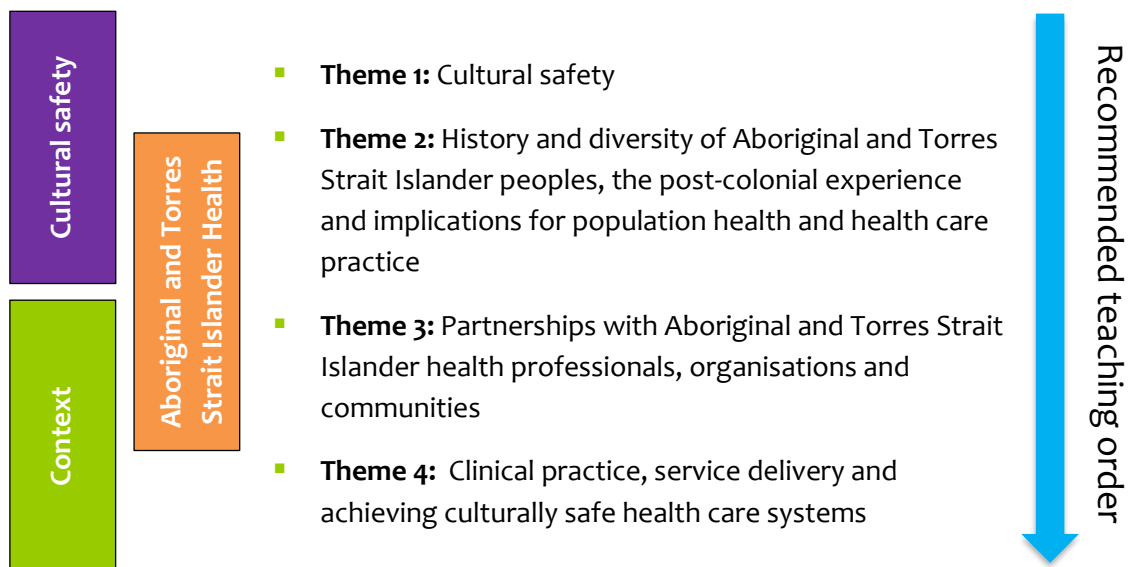 Cultural safety
Context
Aboriginal and Torres
Strait Islander Health
▪ Theme 1: Cultural safety
▪ Theme 2: History and diversity of Aboriginal and Torres
Strait Islander peoples, the post-colonial experience
and implications for population health and health care
practice
▪ Theme 3: Partnerships with Aboriginal and Torres Strait
Islander health professionals, organisations and
communities
▪ Theme 4: Clinical practice, service delivery and
achieving culturally safe health care systems
Recommended teaching order